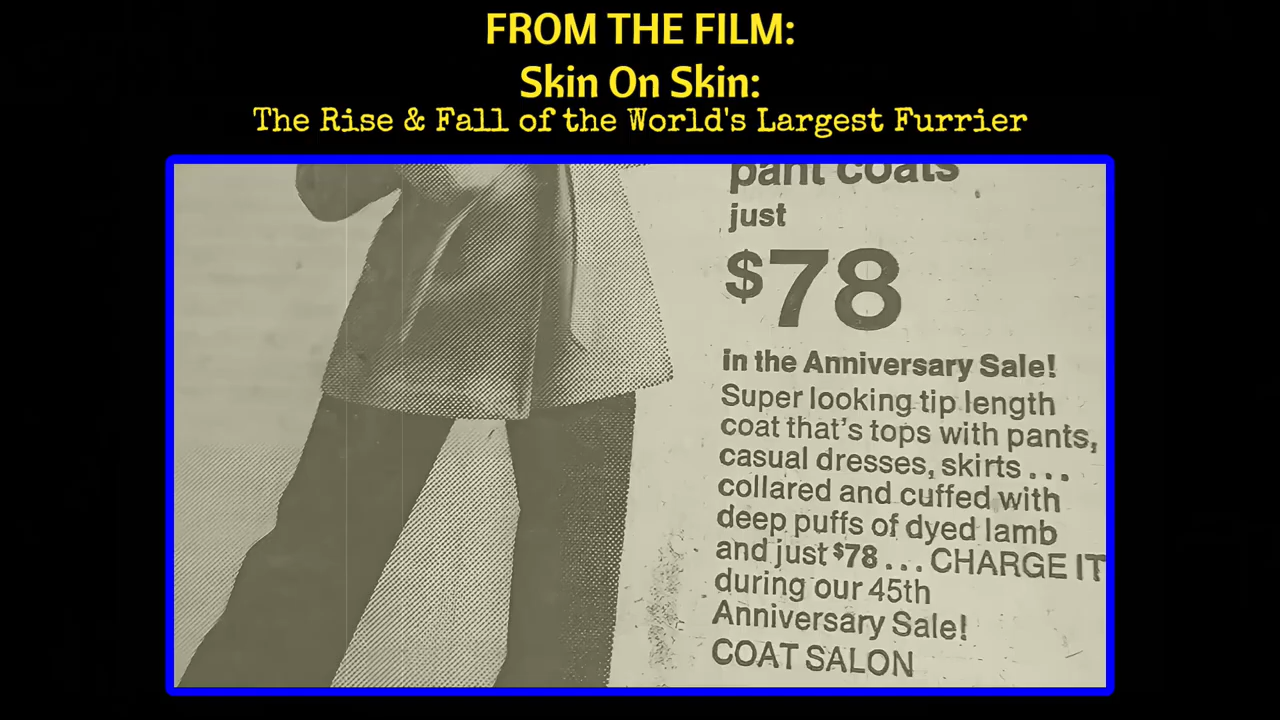 FROM THE FILM:
Skin On Skin:
The Rise & Fall of the World's Largest Furrier
pant coats
just
$78
in the Anniversary Sale!
Super looking tip length
coat that's tops with pants,
casual dresses, skirts...
collared and cuffed with
deep puffs of dyed lamb
and just $78... CHARGE IT
during our 45th
Anniversary Sale!
COAT SALON